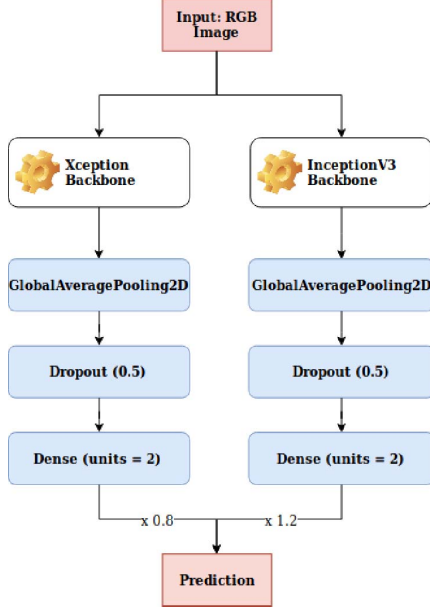 Input: RGB
Image
Xception
Backbone
InceptionV3
Backbone
GlobalAveragePooling2D
GlobalAveragePooling2D
Dropout (0.5)
Dropout (0.5)
Dense (units = 2)
Dense (units = 2)
x 0.8
x 1.2
Prediction